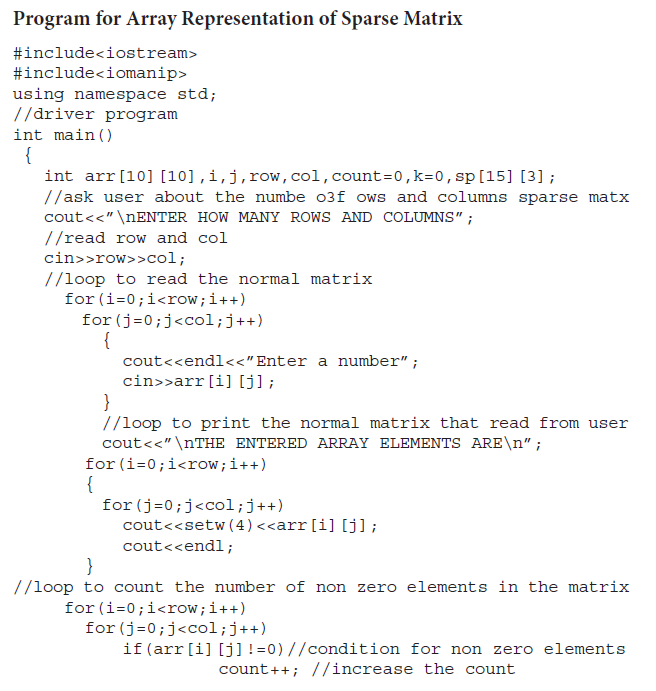 Program for Array Representation of Sparse Matrix
#include<iostream>
#include<iomanip>
using namespace std;
//driver program
int main()
{
int arr[10][10],i,j,row,col,count=0,k=0,sp[15][3];
//ask user about the numbe o3f ows and columns sparse matx
cout<<"\nENTER HOW MANY ROWS AND COLUMNS";
//read row and col
cin>>row>>col;
//loop to read the normal matrix
for(i=0;i<row;i++)
for(j=0;j<col;j++)
{
cout<<endl<<"Enter a number";
cin>>arr[i][j];
}
//loop to print the normal matrix that read from user
cout<<"\nTHE ENTERED ARRAY ELEMENTS ARE\n";
for(i=0;i<row;i++)
{
for(j=0;j<col;j++)
cout<<setw(4)<<arr[i][j];
cout<<endl;
}
//loop to count the number of non zero elements in the matrix
for(i=0;i<row;i++)
for(j=0;j<col;j++)
if(arr[i][j]!=0)//condition for non zero elements
count++; //increase the count